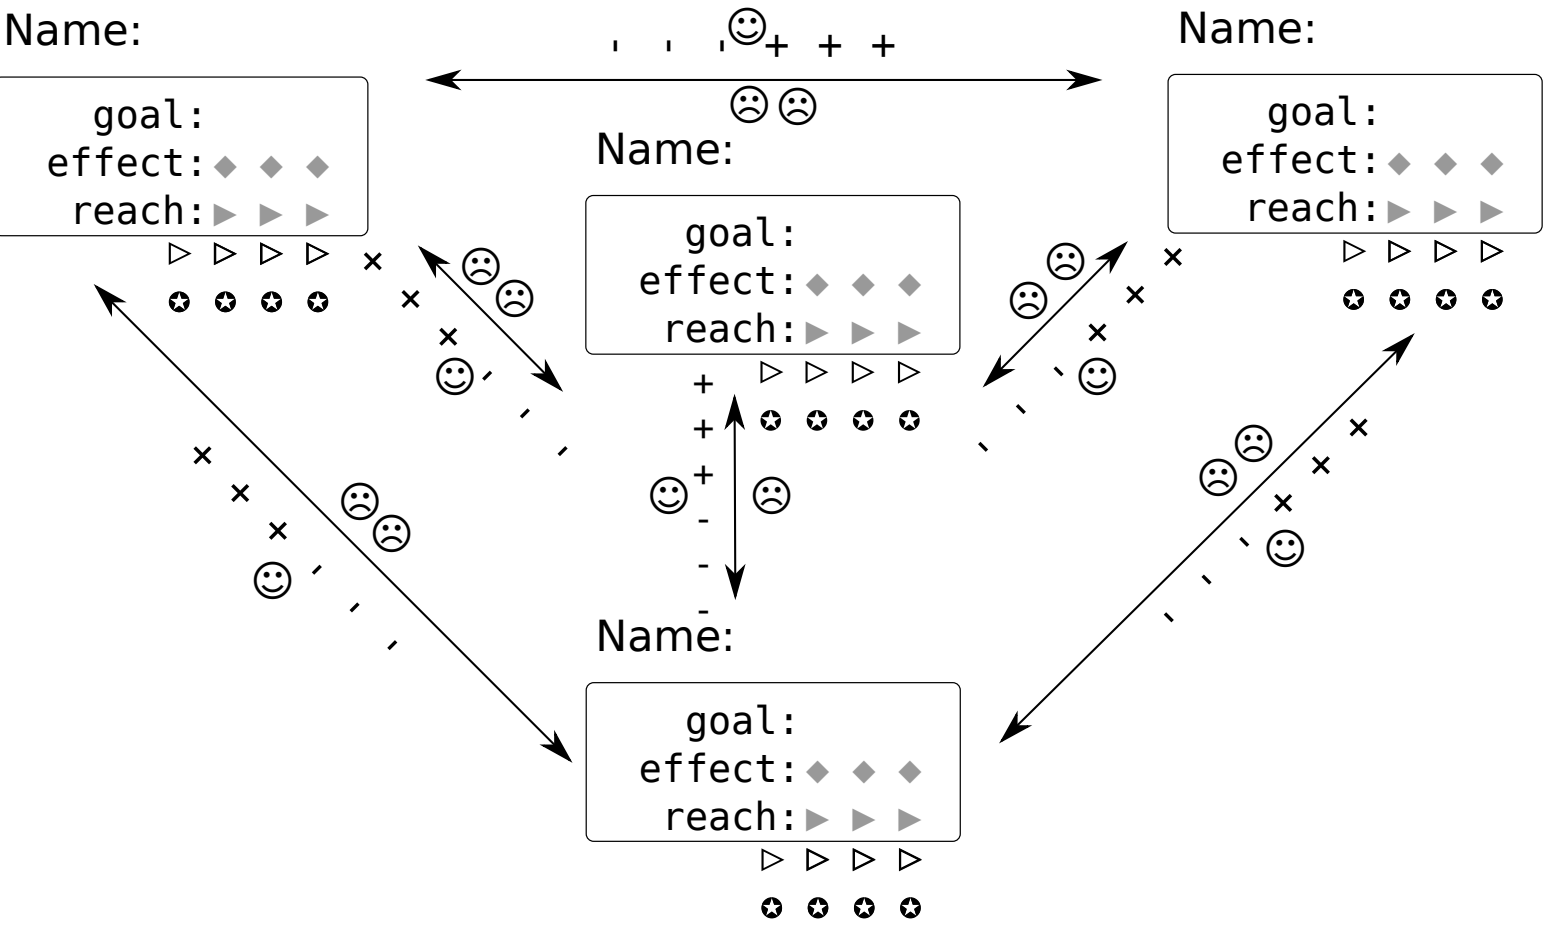 Name:
goal:
effect: ◆ ◆ ◆
reach: ▶ ▶ ▶
▷ ▷ ▷ ▷
✪ ✪ ✪ ✪
- - - ☺ + + +
☹ ☹
Name:
goal:
effect: ◆ ◆ ◆
reach: ▶ ▶ ▶
▷ ▷ ▷ ▷
✪ ✪ ✪ ✪
Name:
goal:
effect: ◆ ◆ ◆
reach: ▶ ▶ ▶
▷ ▷ ▷ ▷
✪ ✪ ✪ ✪
☹ ☹
+ + + - - -
☺
☹ ☹
+ + + - - -
☺
+
+
+
☺ ☹
-
-
-
☹ ☹
+ + + - - -
☺
☹ ☹
+ + + - - -
☺
Name:
goal:
effect: ◆ ◆ ◆
reach: ▶ ▶ ▶
▷ ▷ ▷ ▷
✪ ✪ ✪ ✪